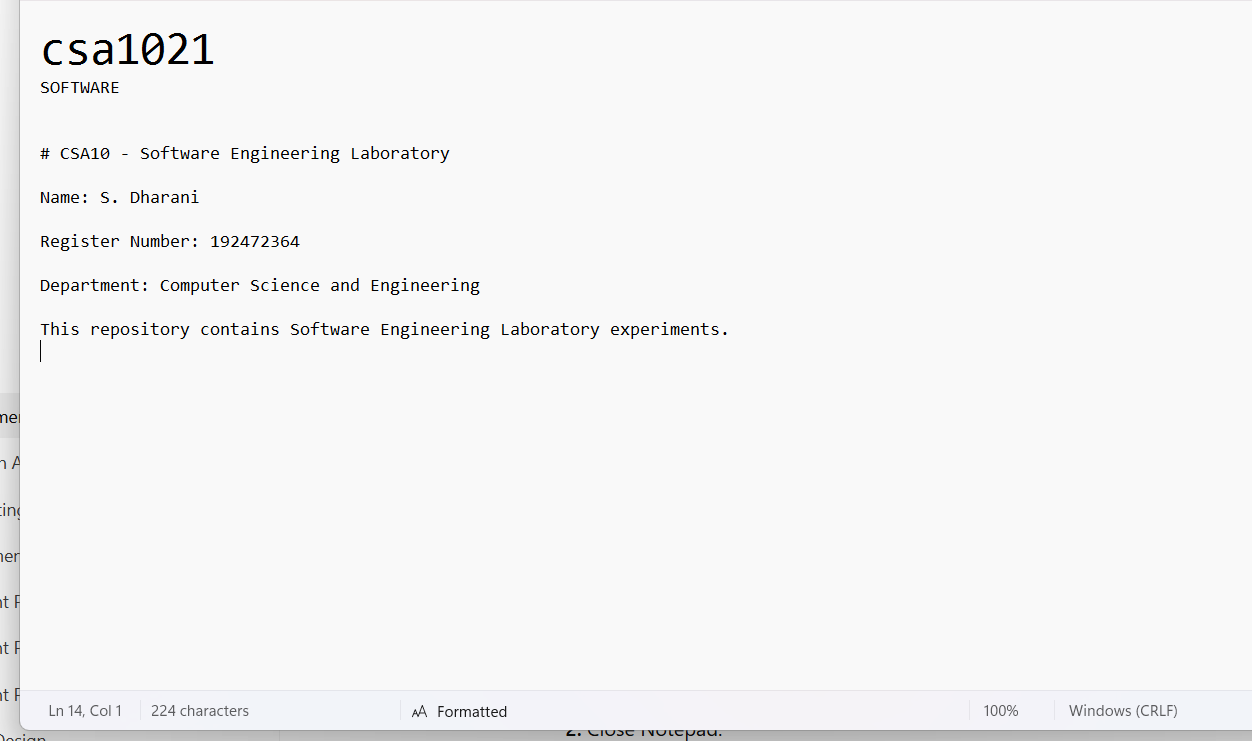 csa1021
SOFTWARE
# CSA10 - Software Engineering Laboratory
Name: S. Dharani
Register Number: 192472364
Department: Computer Science and Engineering
This repository contains Software Engineering Laboratory experiments.
Ln 14, Col 1
224 characters
AA Formatted
100%
Windows (CRLF)
2. Close Notepad.